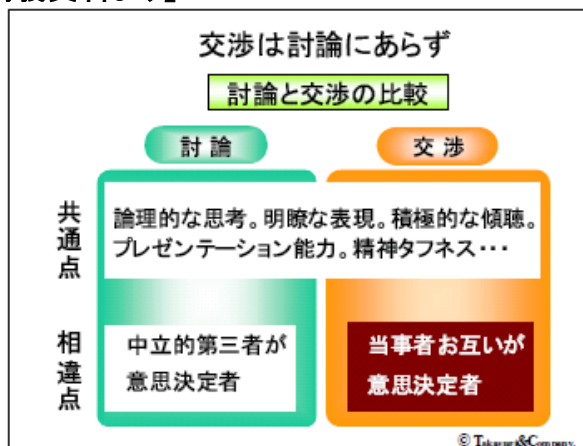 交渉は討論にあらず
討論と交渉の比較
討論
交渉
共通点
論理的な思考。明瞭な表現。積極的な傾聴。
プレゼンテーション能力。精神タフネス・・・
相違点
中立的第三者が
意思決定者
当事者お互いが
意思決定者